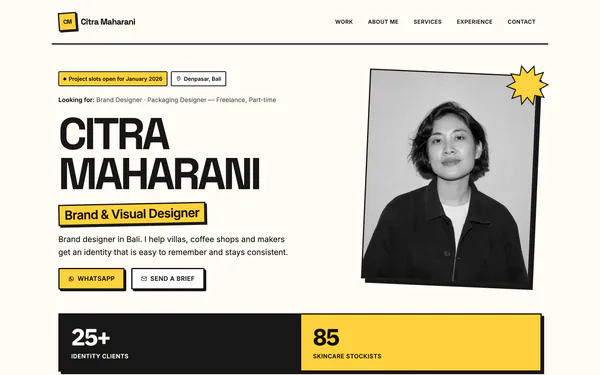 CM Citra Maharani
WORK ABOUT ME SERVICES EXPERIENCE CONTACT
Project slots open for January 2026
Denpasar, Bali
Looking for: Brand Designer · Packaging Designer — Freelance, Part-time
CITRA
MAHARANI
Brand & Visual Designer
Brand designer in Bali. I help villas, coffee shops and makers
get an identity that is easy to remember and stays consistent.
WHATSAPP
SEND A BRIEF
25+
IDENTITY CLIENTS
85
SKINCARE STOCKISTS